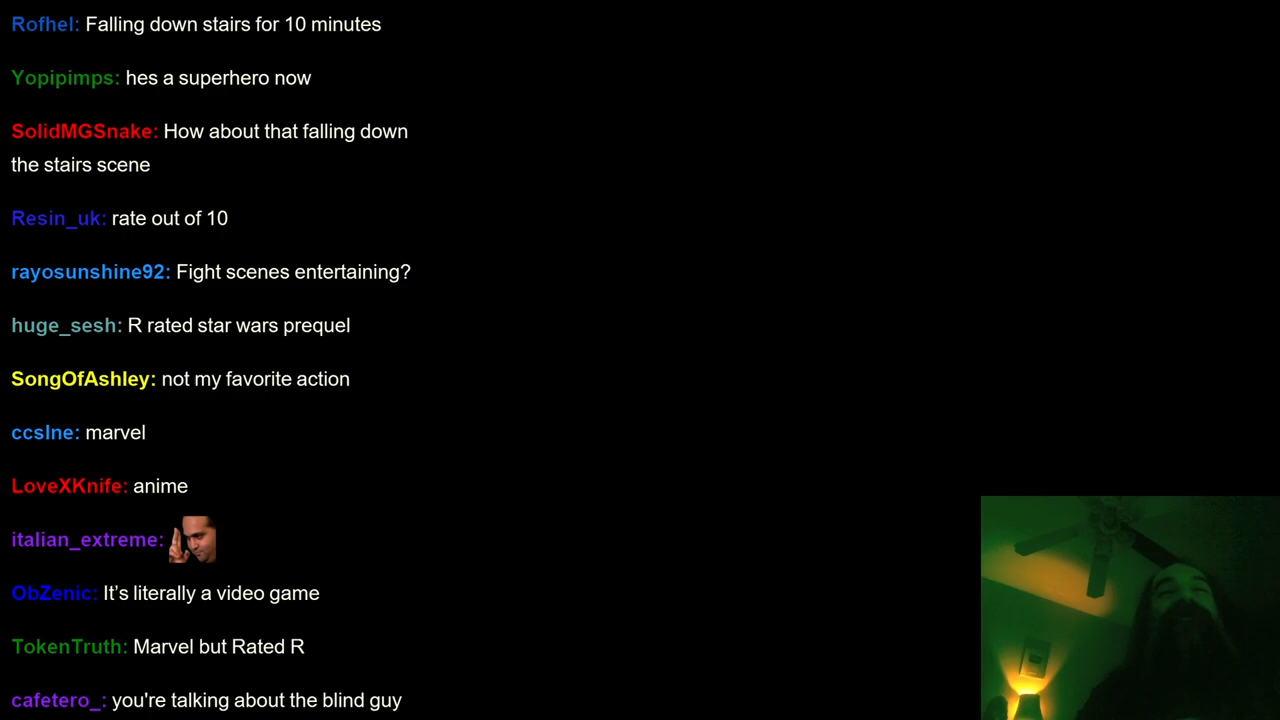 Rofhel: Falling down stairs for 10 minutes
Yopipimps: hes a superhero now
SolidMGSnake: How about that falling down
the stairs scene
Resin_uk: rate out of 10
rayosunshine92: Fight scenes entertaining?
huge_sesh: R rated star wars prequel
SongOfAshley: not my favorite action
ccslne: marvel
LoveXKnife: anime
italian_extreme:
ObZenic: It’s literally a video game
TokenTruth: Marvel but Rated R
cafetero_: you're talking about the blind guy